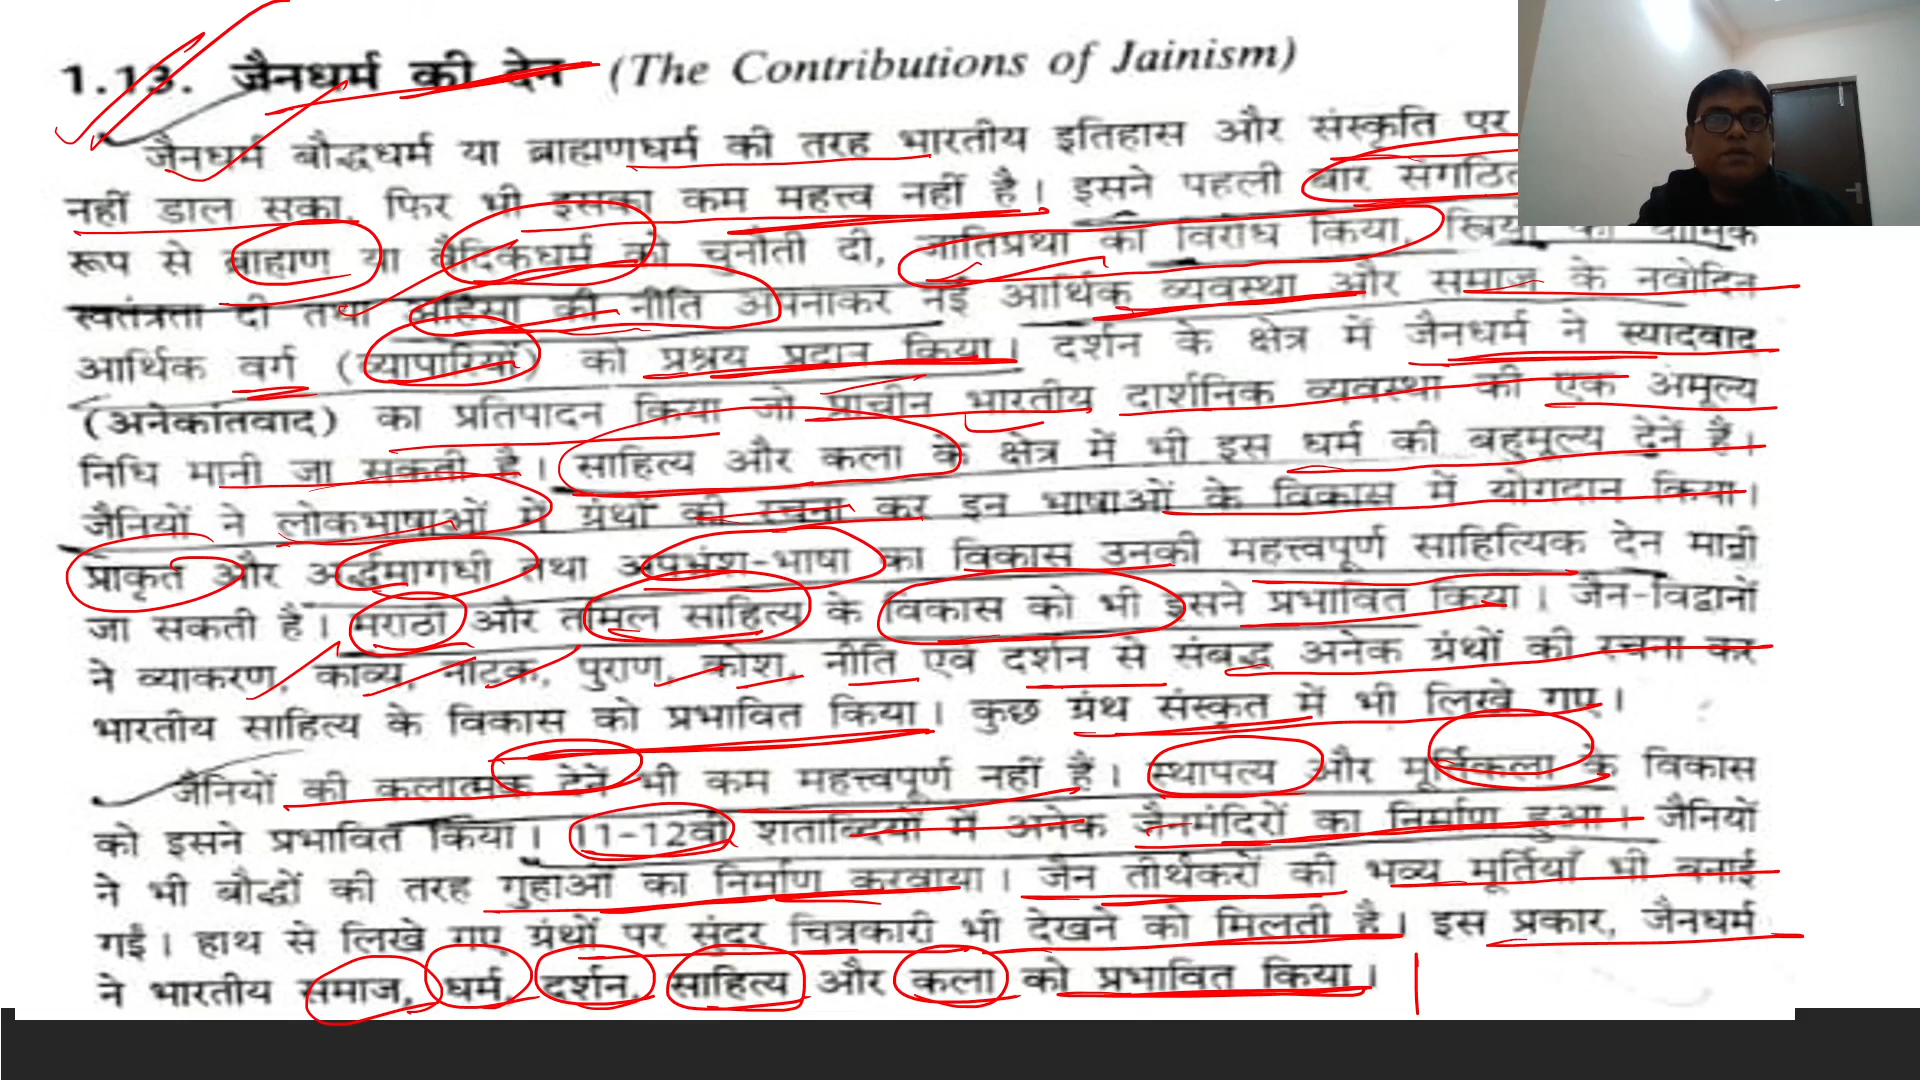 1.13. जैनधर्म की देन (The Contributions of Jainism)
जैनधर्म बौद्धधर्म या ब्राह्मणधर्म की तरह भारतीय इतिहास और संस्कृति पर
नहीं डाल सका, फिर भी इसका कम महत्त्व नहीं है। इसने पहली बार संगठित
रूप से ब्राह्मण या वैदिकधर्म को चुनौती दी, जातिप्रथा का विरोध किया, स्त्रियों को धार्मिक
स्वतंत्रता दी तथा अहिंसा की नीति अपनाकर नई आर्थिक व्यवस्था और समाज के नवोदित
आर्थिक वर्ग (व्यापारियों) को प्रश्रय प्रदान किया। दर्शन के क्षेत्र में जैनधर्म ने स्यादवाद
(अनेकांतवाद) का प्रतिपादन किया जो प्राचीन भारतीय दार्शनिक व्यवस्था की एक अमूल्य
निधि मानी जा सकती है। साहित्य और कला के क्षेत्र में भी इस धर्म की बहुमूल्य देनें हैं।
जैनियों ने लोकभाषाओं में ग्रंथों की रचना कर इन भाषाओं के विकास में योगदान किया।
प्राकृत और अर्द्धमागधी तथा अपभ्रंश-भाषा का विकास उनकी महत्त्वपूर्ण साहित्यिक देन मानी
जा सकती है। मराठी और तमिल साहित्य के विकास को भी इसने प्रभावित किया। जैन-विद्वानों
ने व्याकरण, काव्य, नाटक, पुराण, कोश, नीति एवं दर्शन से संबद्ध अनेक ग्रंथों की रचना कर
भारतीय साहित्य के विकास को प्रभावित किया। कुछ ग्रंथ संस्कृत में भी लिखे गए।
जैनियों की कलात्मक देनें भी कम महत्त्वपूर्ण नहीं हैं। स्थापत्य और मूर्तिकला के विकास
को इसने प्रभावित किया। 11-12वीं शताब्दियों में अनेक जैनमंदिरों का निर्माण हुआ। जैनियों
ने भी बौद्धों की तरह गुहाओं का निर्माण करवाया। जैन तीर्थंकरों की भव्य मूर्तियाँ भी बनाई
गईं। हाथ से लिखे गए ग्रंथों पर सुंदर चित्रकारी भी देखने को मिलती है। इस प्रकार, जैनधर्म
ने भारतीय समाज, धर्म, दर्शन, साहित्य और कला को प्रभावित किया।